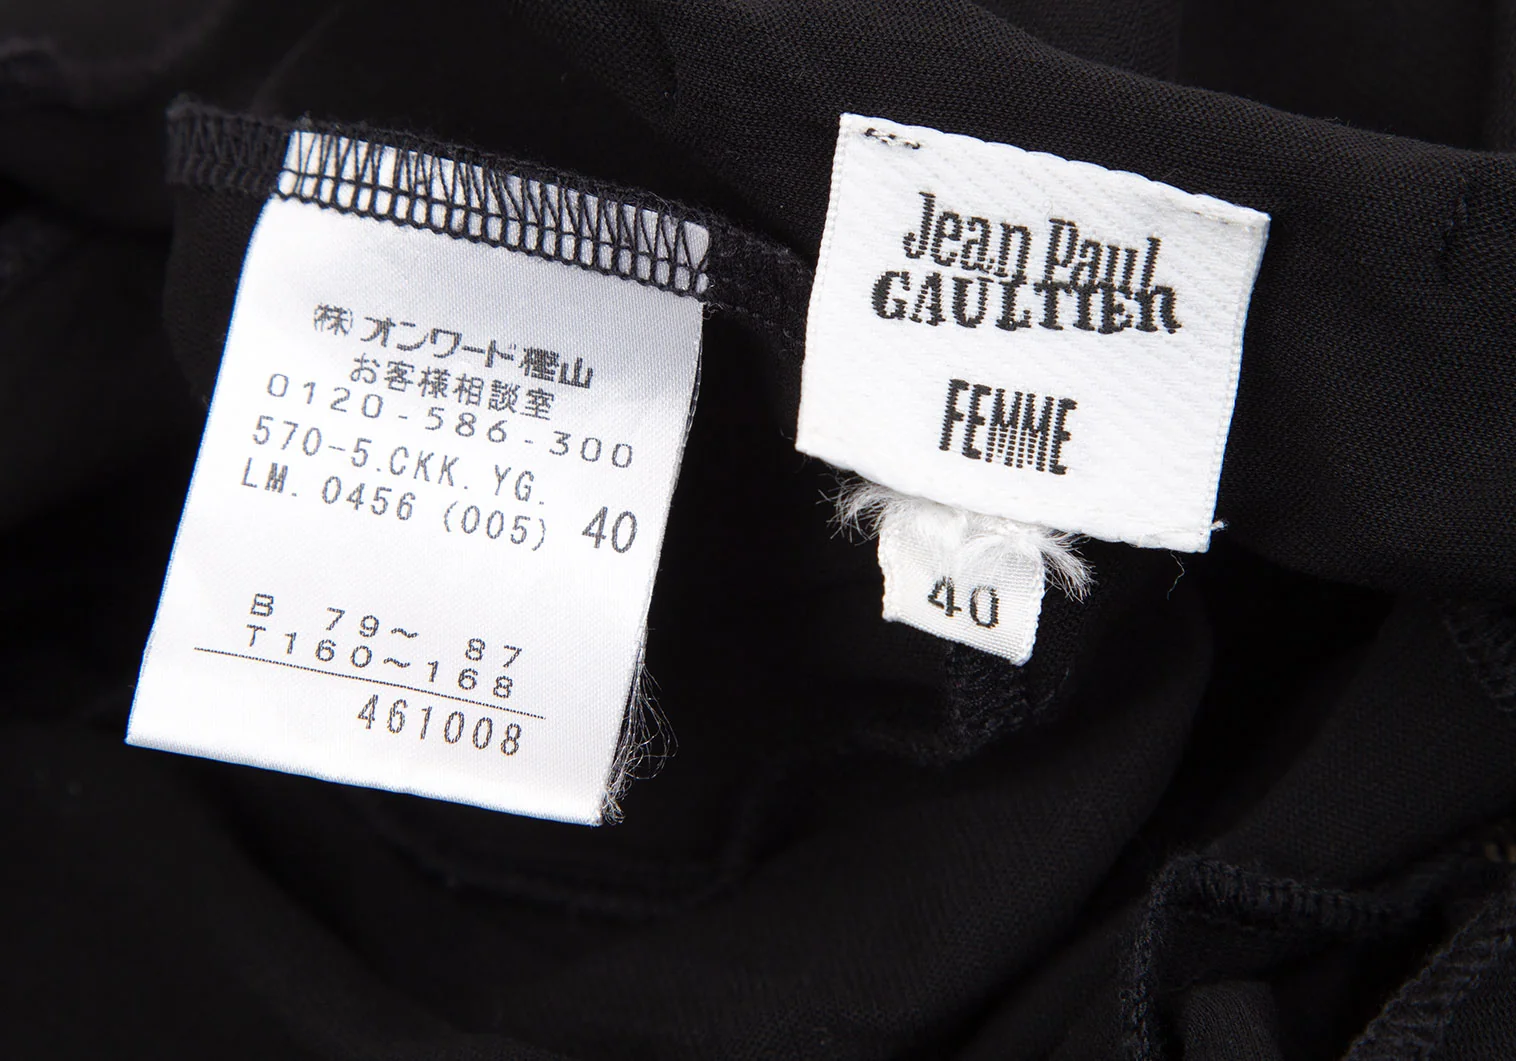 ㈱オンワード樫山
お客様相談室
0120-586-300
570-5.CKK.YG.
LM.0456 (005) 40
B 79~ 87
T160~168
461008
Jean Paul
GAULTIER
FEMME
40